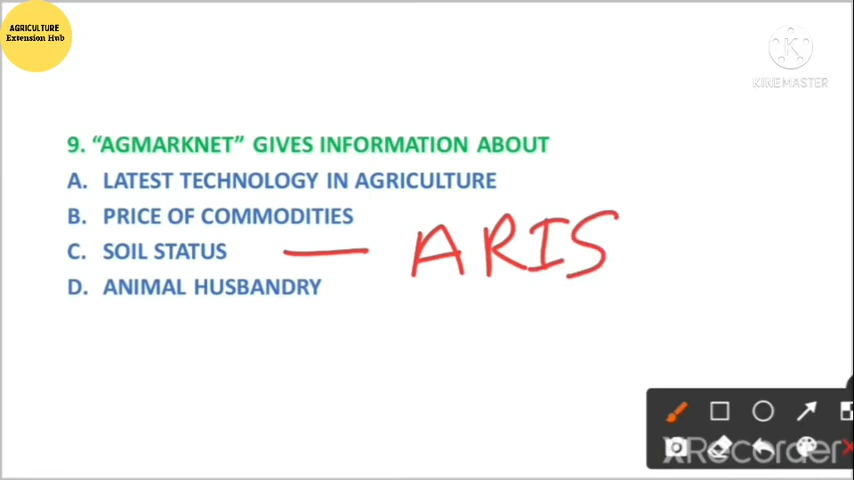 AGRICULTURE
Extension Hub
KINEMASTER
9. “AGMARKNET” GIVES INFORMATION ABOUT
A. LATEST TECHNOLOGY IN AGRICULTURE
B. PRICE OF COMMODITIES
C. SOIL STATUS — ARIS
D. ANIMAL HUSBANDRY
XRecorder